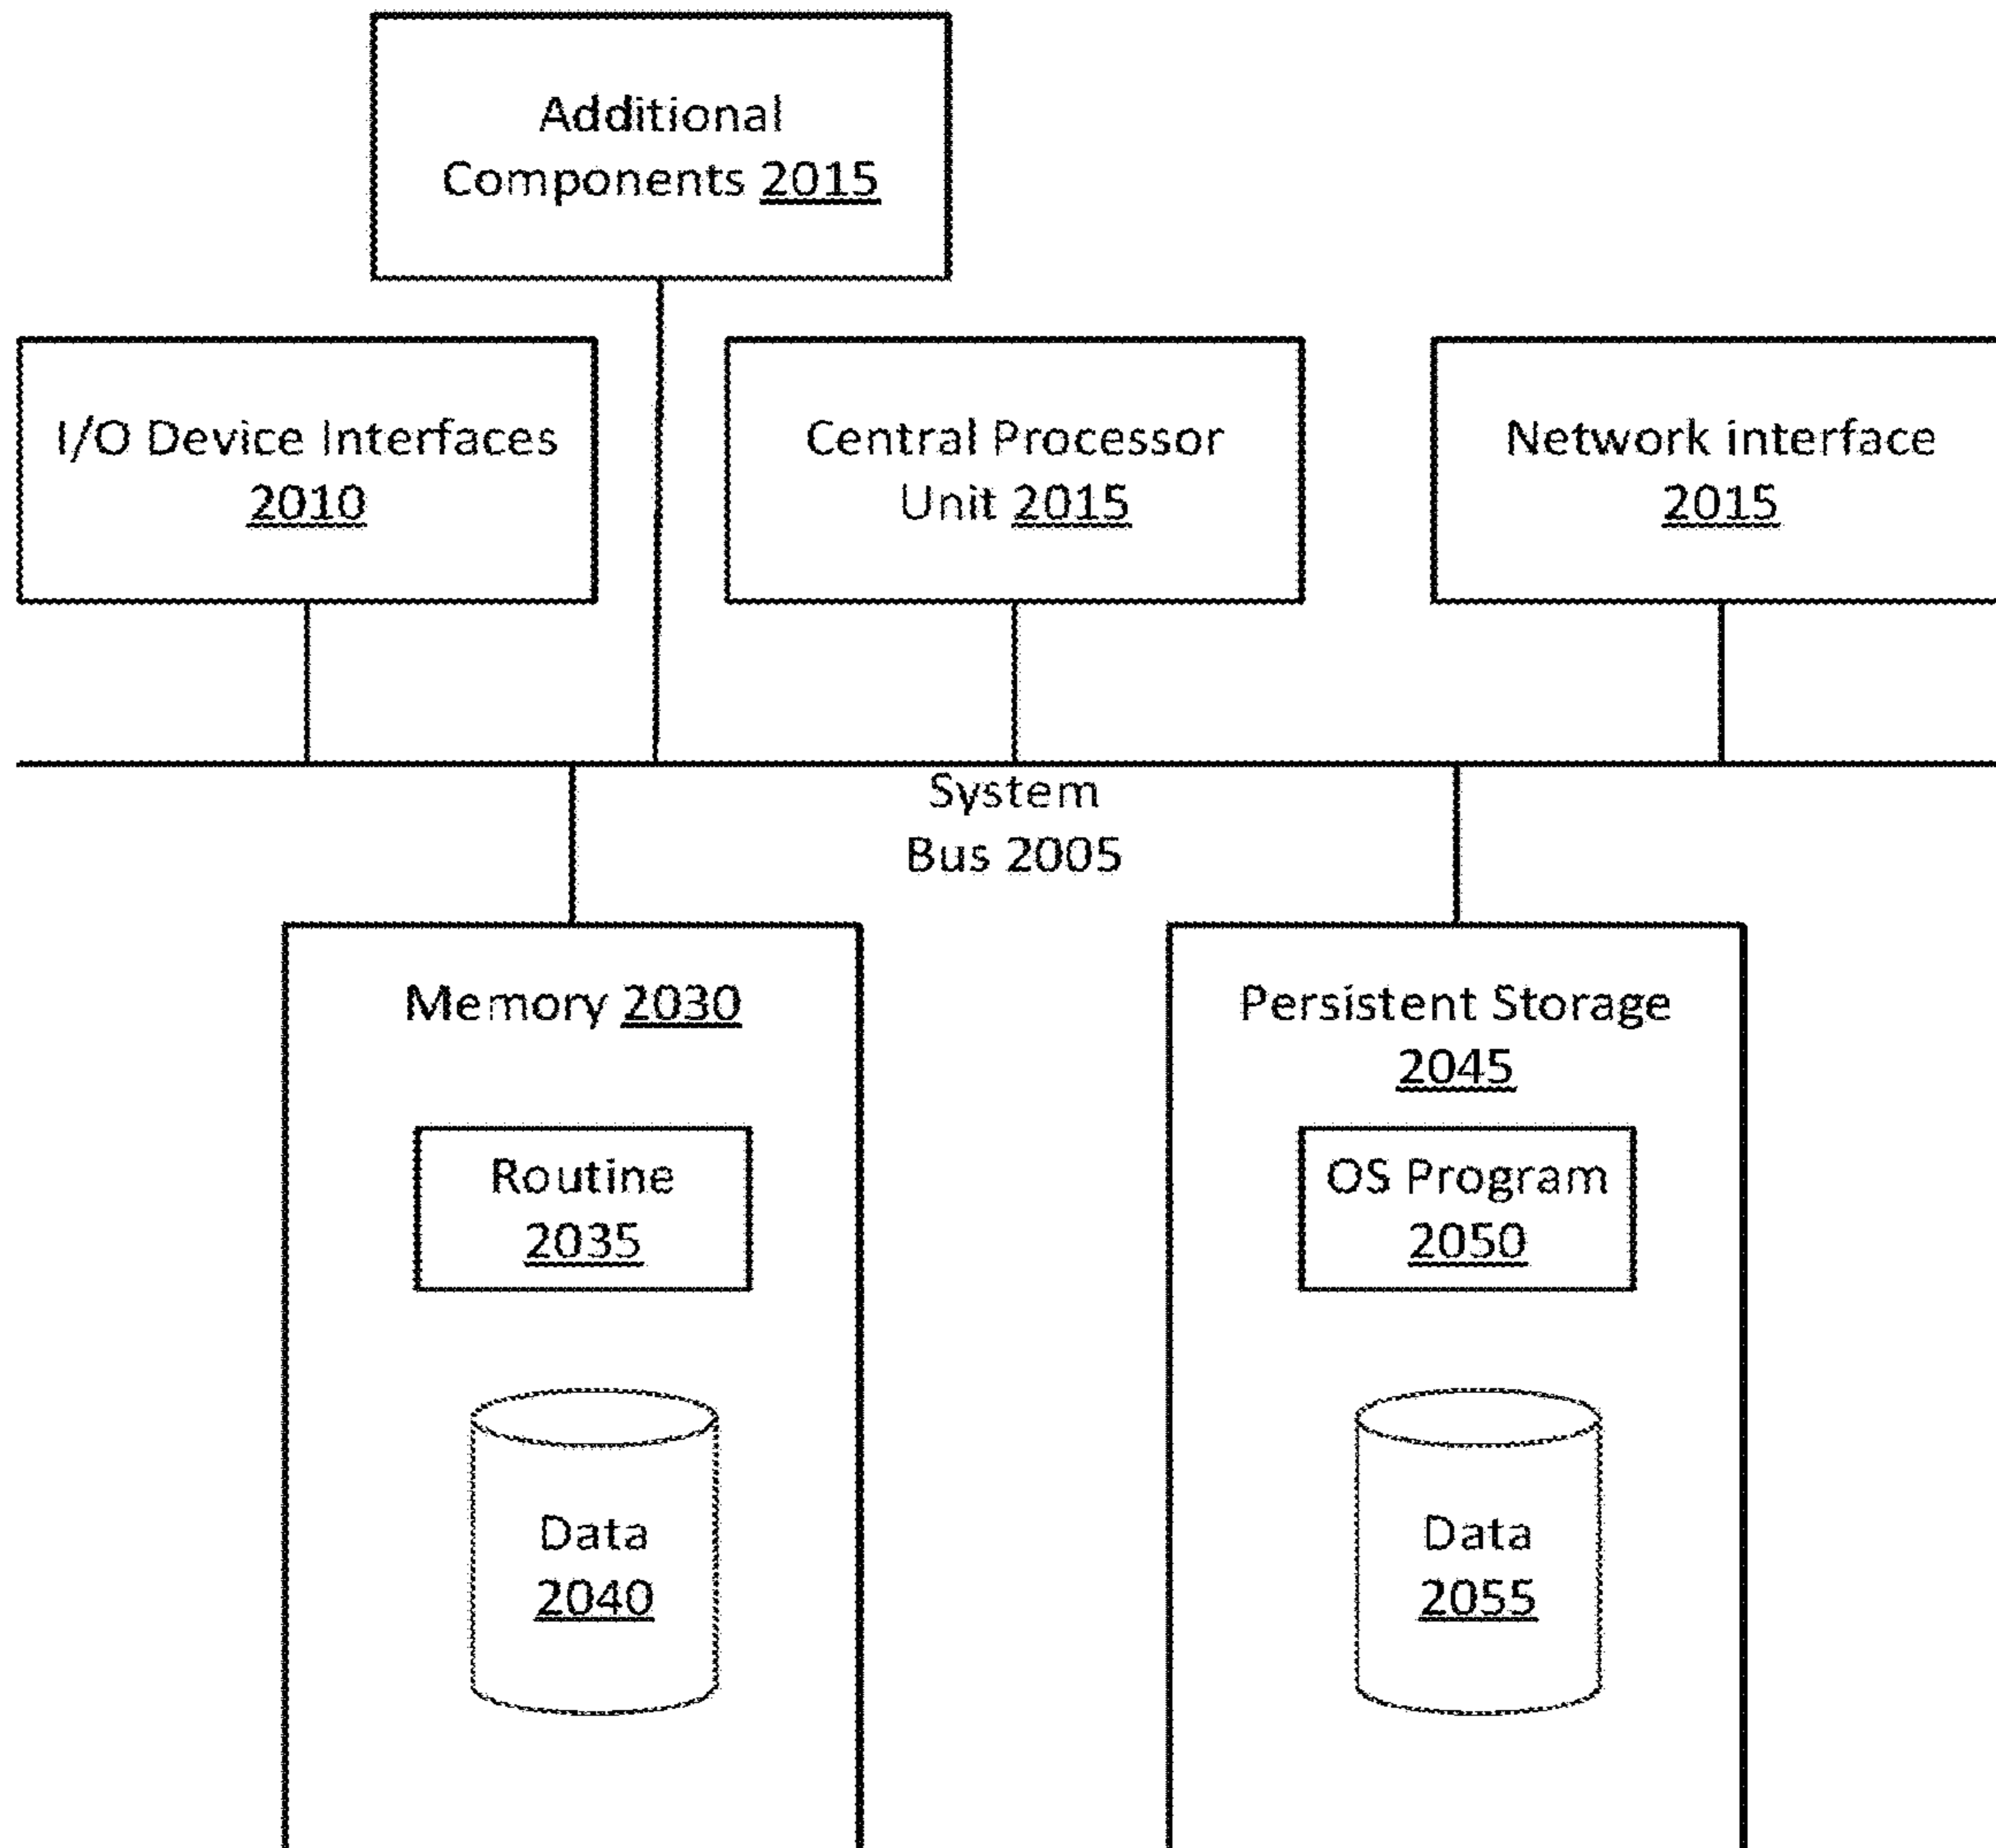 Additional
Components 2015
I/O Device Interfaces
2010
Central Processor
Unit 2015
Network interface
2015
System
Bus 2005
Memory 2030
Routine
2035
Data
2040
Persistent Storage
2045
OS Program
2050
Data
2055